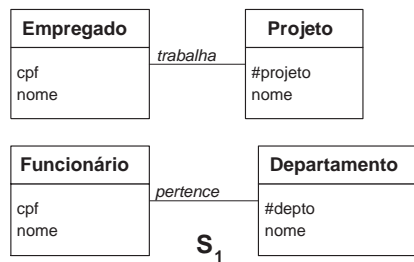 Empregado
Projeto
trabalha
cpf
nome
#projeto
nome
Funcionário
Departamento
pertence
cpf
nome
#depto
nome
S1